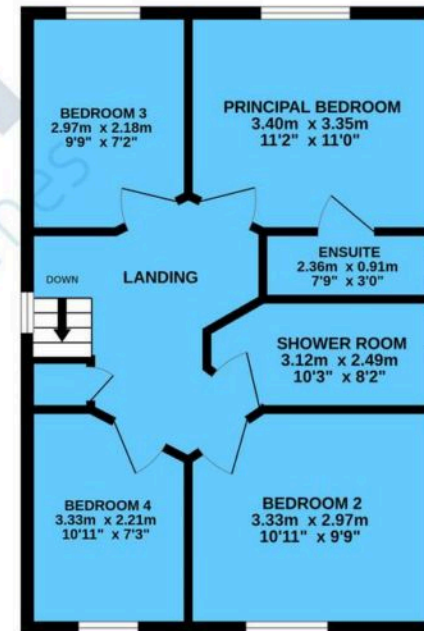 BEDROOM 3
2.97m x 2.18m
9'9" x 7'2"
PRINCIPAL BEDROOM
3.40m x 3.35m
11'2" x 11'0"
ENSUITE
2.36m x 0.91m
7'9" x 3'0"
DOWN
LANDING
SHOWER ROOM
3.12m x 2.49m
10'3" x 8'2"
BEDROOM 4
3.33m x 2.21m
10'11" x 7'3"
BEDROOM 2
3.33m x 2.97m
10'11" x 9'9"